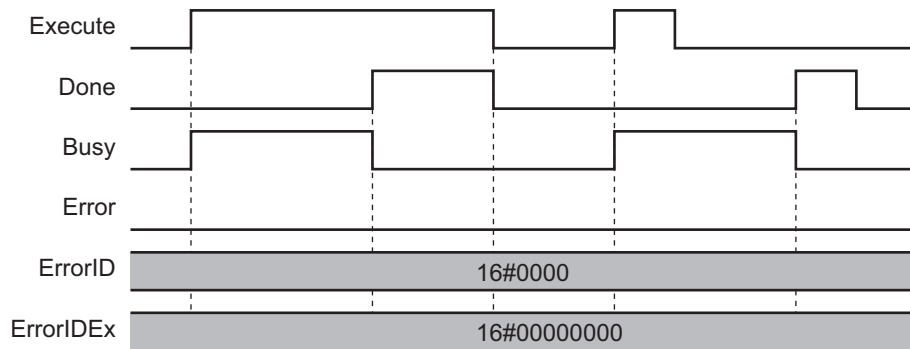 Execute
Done
Busy
Error
ErrorID 16#0000
ErrorIDEx 16#00000000